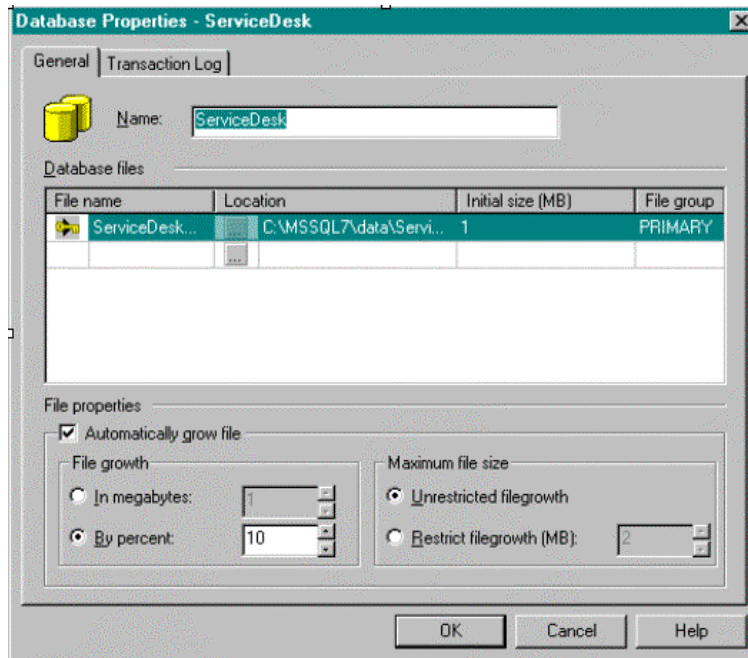 Database Properties - ServiceDesk
General Transaction Log
Name: ServiceDesk
Database files
File name Location Initial size (MB) File group
ServiceDesk... ... C:\MSSQL7\data\Servi... 1 PRIMARY
...
File properties
Automatically grow file
File growth Maximum file size
In megabytes: 1 Unrestricted filegrowth
By percent: 10 Restrict filegrowth (MB): 2
OK Cancel Help